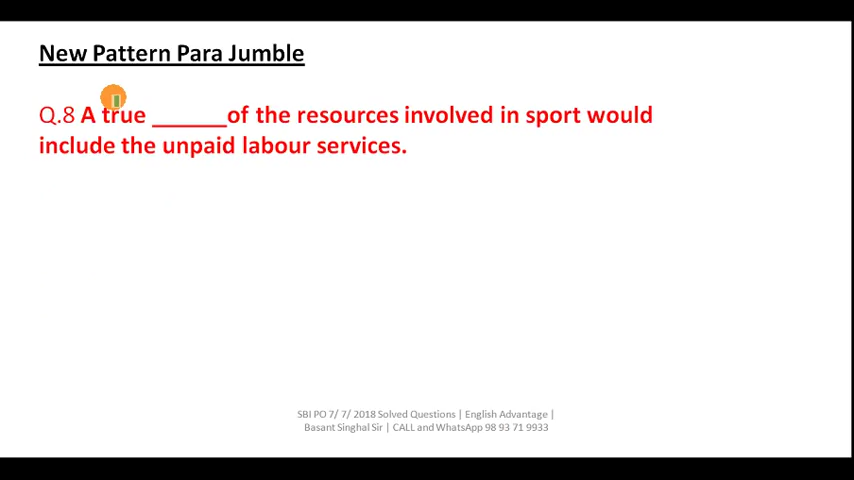 New Pattern Para Jumble
Q.8 A true ______of the resources involved in sport would
include the unpaid labour services.
SBI PO 7/ 7/ 2018 Solved Questions | English Advantage |
Basant Singhal Sir | CALL and WhatsApp 98 93 71 9933